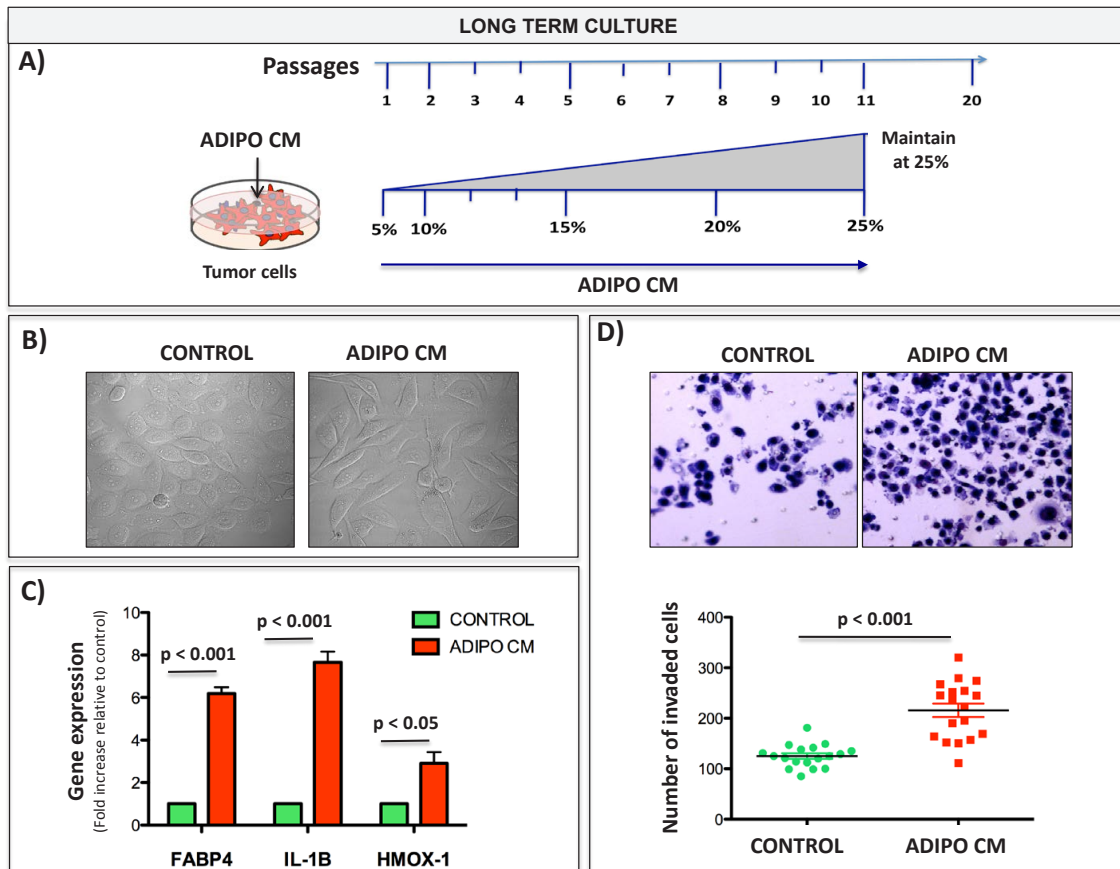 LONG TERM CULTURE
A)
Passages
1 2 3 4 5 6 7 8 9 10 11 20
ADIPO CM
Maintain
at 25%
5% 10% 15% 20% 25%
Tumor cells
ADIPO CM
B)
CONTROL ADIPO CM
C)
Gene expression
(Fold increase relative to control)
10
8
6
4
2
0
p < 0.001
p < 0.001
p < 0.05
CONTROL
ADIPO CM
FABP4 IL-1B HMOX-1
D)
CONTROL ADIPO CM
Number of invaded cells
400
300
200
100
0
p < 0.001
CONTROL ADIPO CM